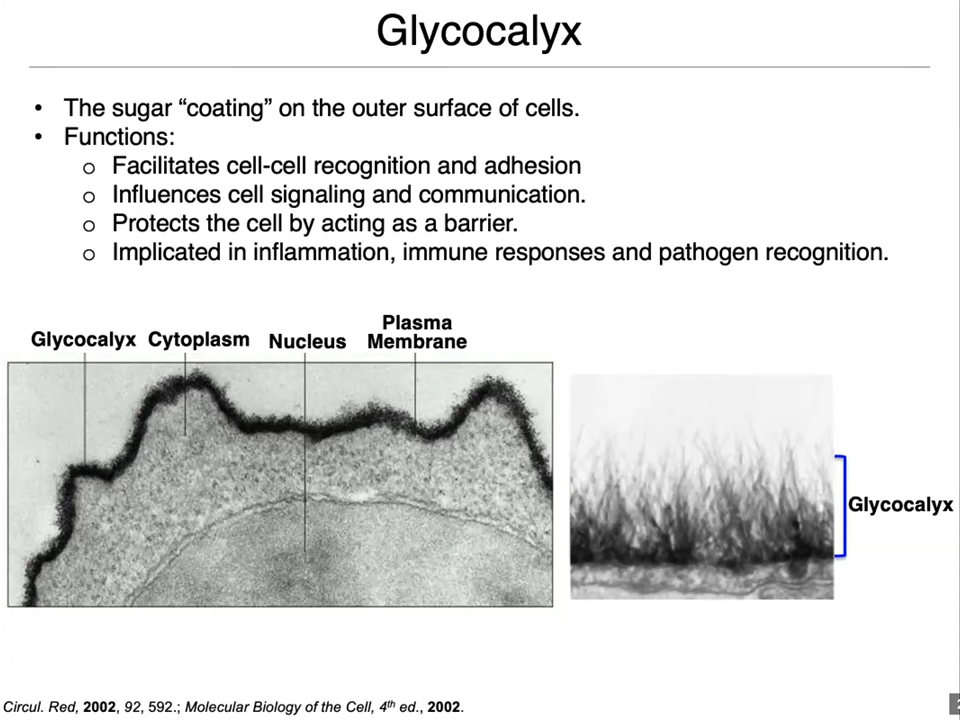 Glycocalyx
• The sugar “coating” on the outer surface of cells.
• Functions:
o Facilitates cell-cell recognition and adhesion
o Influences cell signaling and communication.
o Protects the cell by acting as a barrier.
o Implicated in inflammation, immune responses and pathogen recognition.
Glycocalyx Cytoplasm Nucleus Plasma
Membrane
Glycocalyx
Circul. Red, 2002, 92, 592.; Molecular Biology of the Cell, 4th ed., 2002.